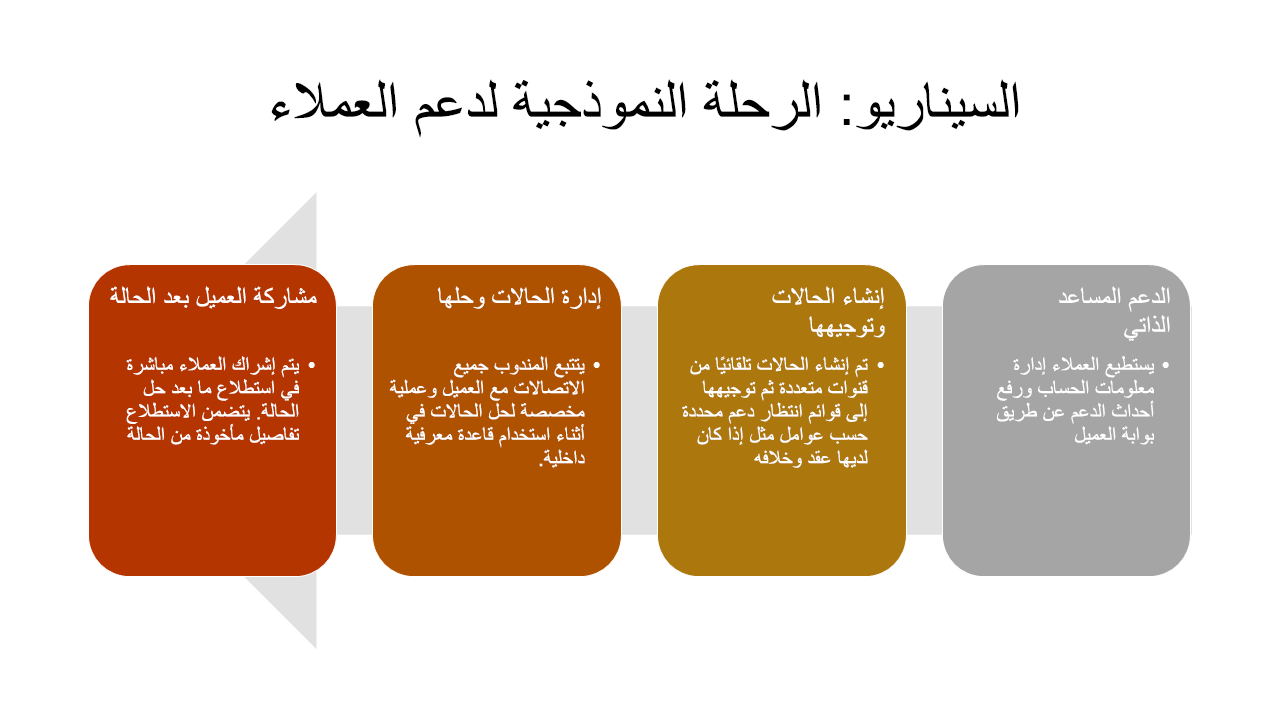 السيناريو: الرحلة النموذجية لدعم العملاء
الدعم المساعد
الذاتي
• يستطيع العملاء إدارة
معلومات الحساب ورفع
أحداث الدعم عن طريق
بوابة العميل
إنشاء الحالات
وتوجيهها
• تم إنشاء الحالات تلقائيًا من
قنوات متعددة ثم توجيهها
إلى قوائم انتظار دعم محددة
حسب عوامل مثل إذا كان
لديها عقد وخلافه
إدارة الحالات وحلها
• يتتبع المندوب جميع
الاتصالات مع العميل وعملية
مخصصة لحل الحالات في
أثناء استخدام قاعدة معرفية
داخلية.
مشاركة العميل بعد الحالة
• يتم إشراك العملاء مباشرة
في استطلاع ما بعد حل
الحالة. يتضمن الاستطلاع
تفاصيل مأخوذة من الحالة